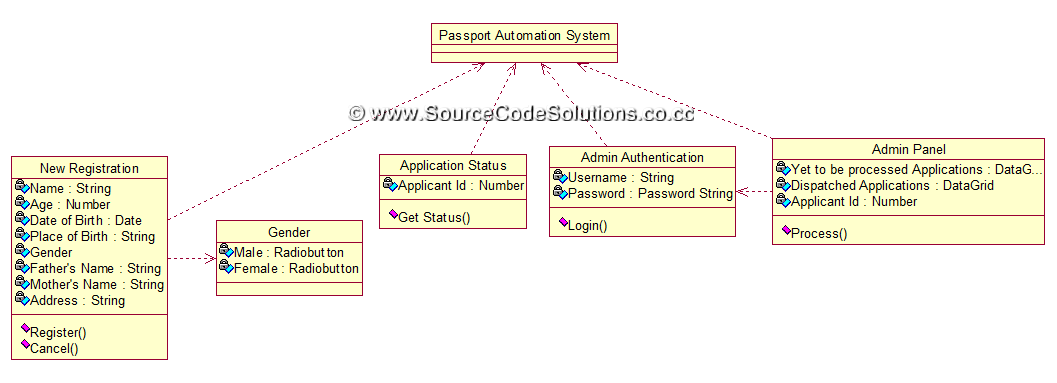 Passport Automation System
© www.SourceCodeSolutions.co.cc
New Registration
Name : String
Age : Number
Date of Birth : Date
Place of Birth : String
Gender
Father's Name : String
Mother's Name : String
Address : String
Register()
Cancel()
Gender
Male : Radiobutton
Female : Radiobutton
Application Status
Applicant Id : Number
Get Status()
Admin Authentication
Username : String
Password : Password String
Login()
Admin Panel
Yet to be processed Applications : DataG...
Dispatched Applications : DataGrid
Applicant Id : Number
Process()